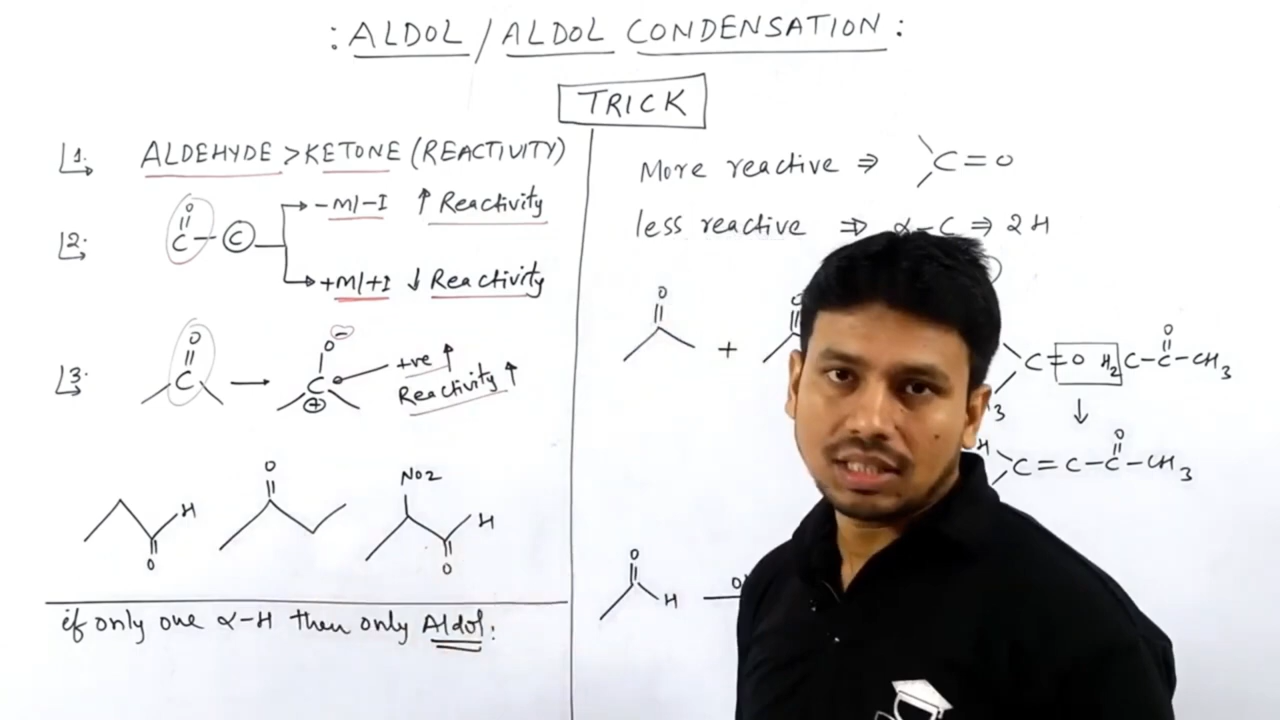 : ALDOL / ALDOL CONDENSATION :
TRICK
1. ALDEHYDE > KETONE (REACTIVITY)
2. O
C - C
-M/-I ↑ Reactivity
+M/+I ↓ Reactivity
3. O
C → O⁻
C
⊕
+ve ↑
Reactivity ↑
O
NO2
H
O
H
O
if only one α-H then only Aldol:
More reactive ⇒ C=O
less reactive ⇒ α-C ⇒ 2H
O
+
O
C=O H₂C-C-CH₃
O
3
↓
H
C=C-C-CH₃
O
O
H